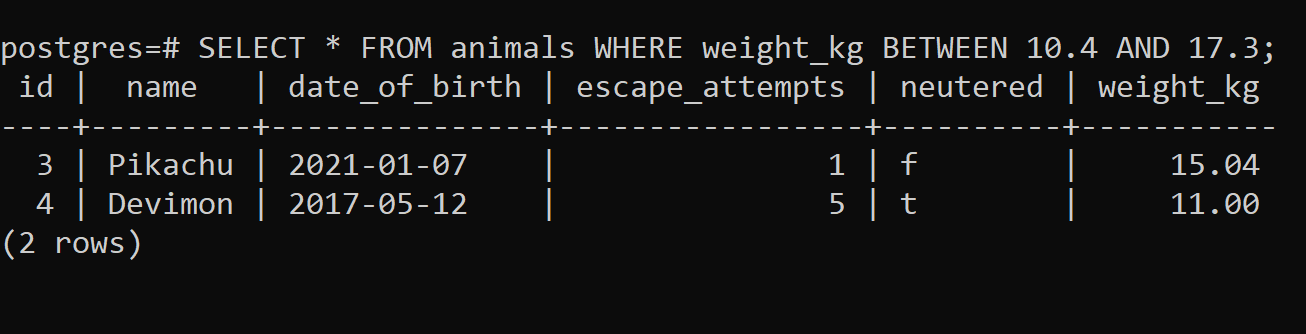 postgres=# SELECT * FROM animals WHERE weight_kg BETWEEN 10.4 AND 17.3;
 id |  name   | date_of_birth | escape_attempts | neutered | weight_kg
----+---------+---------------+-----------------+----------+-----------
  3 | Pikachu | 2021-01-07    |               1 | f        |     15.04
  4 | Devimon | 2017-05-12    |               5 | t        |     11.00
(2 rows)